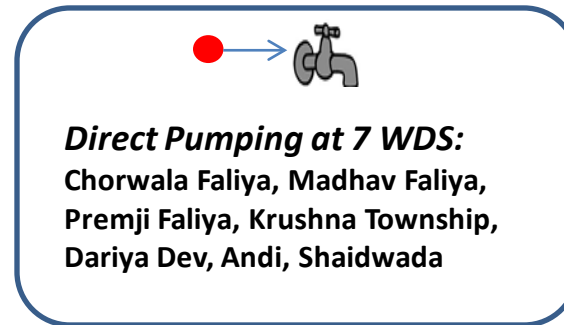 Direct Pumping at 7 WDS:
Chorwala Faliya, Madhav Faliya,
Premji Faliya, Krushna Township,
Dariya Dev, Andi, Shaidwada